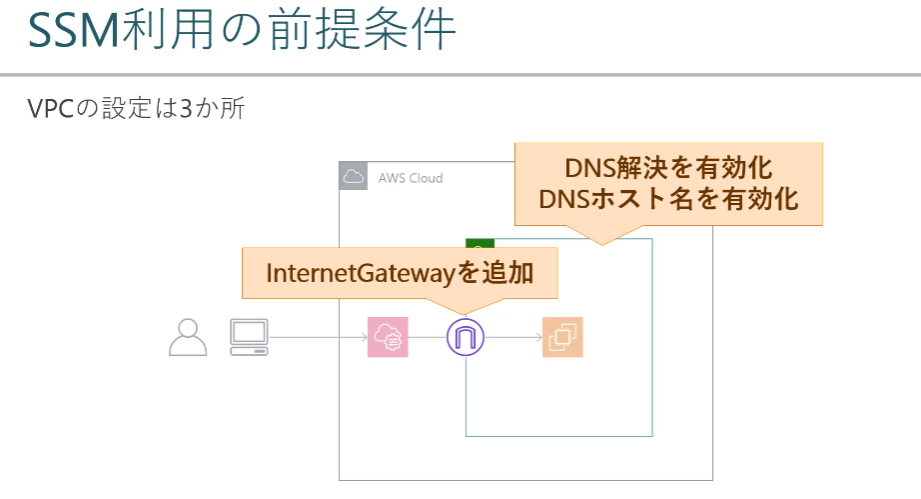 SSM利用の前提条件
VPCの設定は3か所
AWS Cloud
DNS解決を有効化
DNSホスト名を有効化
InternetGatewayを追加